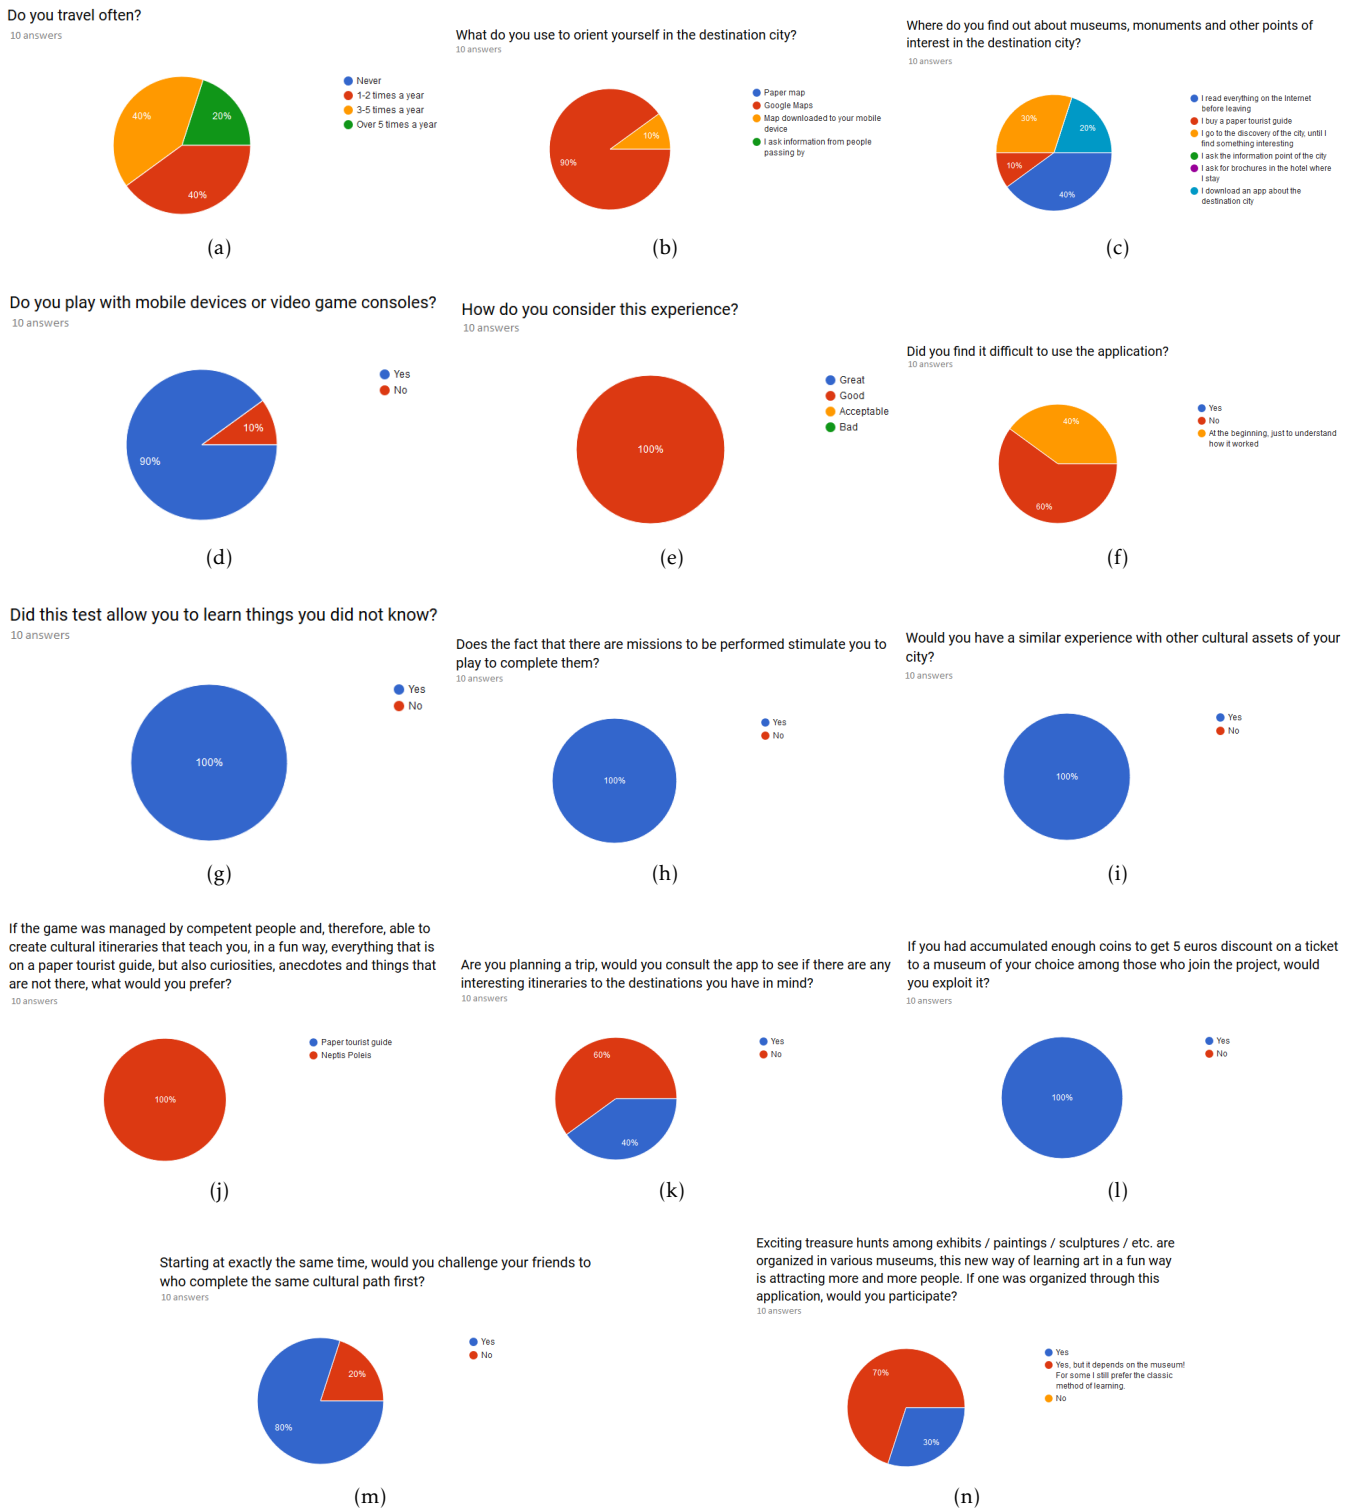 Do you travel often?
10 answers
Never
1-2 times a year
3-5 times a year
Over 5 times a year
40%
20%
40%
(a)
What do you use to orient yourself in the destination city?
10 answers
Paper map
Google Maps
Map downloaded to your mobile
device
I ask information from people
passing by
10%
90%
(b)
Where do you find out about museums, monuments and other points of
interest in the destination city?
10 answers
I read everything on the Internet
before leaving
I buy a paper tourist guide
I go to the discovery of the city, until I
find something interesting
I ask the information point of the city
I ask for brochures in the hotel where
I stay
I download an app about the
destination city
30%
20%
10%
40%
(c)
Do you play with mobile devices or video game consoles?
10 answers
Yes
No
10%
90%
(d)
How do you consider this experience?
10 answers
Great
Good
Acceptable
Bad
100%
(e)
Did you find it difficult to use the application?
10 answers
Yes
No
At the beginning, just to understand
how it worked
40%
60%
(f)
Did this test allow you to learn things you did not know?
10 answers
Yes
No
100%
(g)
Does the fact that there are missions to be performed stimulate you to
play to complete them?
10 answers
Yes
No
100%
(h)
Would you have a similar experience with other cultural assets of your
city?
10 answers
Yes
No
100%
(i)
If the game was managed by competent people and, therefore, able to
create cultural itineraries that teach you, in a fun way, everything that is
on a paper tourist guide, but also curiosities, anecdotes and things that
are not there, what would you prefer?
10 answers
Paper tourist guide
Neptis Poleis
100%
(j)
Are you planning a trip, would you consult the app to see if there are any
interesting itineraries to the destinations you have in mind?
10 answers
Yes
No
60%
40%
(k)
If you had accumulated enough coins to get 5 euros discount on a ticket
to a museum of your choice among those who join the project, would
you exploit it?
10 answers
Yes
No
100%
(l)
Starting at exactly the same time, would you challenge your friends to
who complete the same cultural path first?
10 answers
Yes
No
20%
80%
(m)
Exciting treasure hunts among exhibits / paintings / sculptures / etc. are
organized in various museums, this new way of learning art in a fun way
is attracting more and more people. If one was organized through this
application, would you participate?
10 answers
Yes
Yes, but it depends on the museum!
For some I still prefer the classic
method of learning.
No
70%
30%
(n)